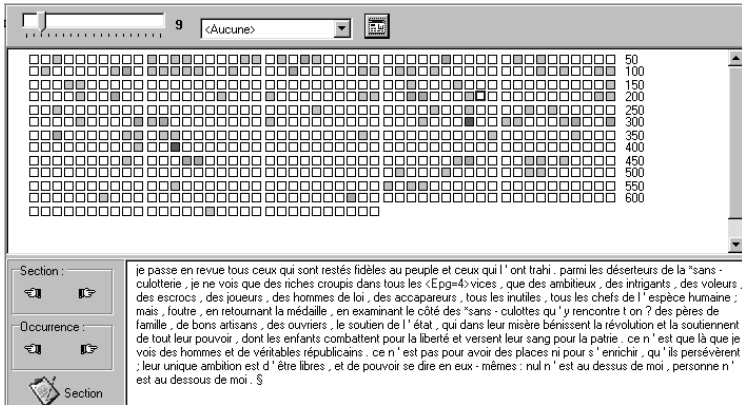 9
<Aucune>
50
100
150
200
250
300
350
400
450
500
550
600
Section :
Occurrence :
Section
je passe en revue tous ceux qui sont restés fidèles au peuple et ceux qui l ' ont trahi . parmi les déserteurs de la *sans -
culotterie , je ne vois que des riches croupis dans tous les <Epg=4>vices , que des ambitieux , des intrigants , des voleurs ,
des escrocs , des joueurs , des hommes de loi , des accapareurs , tous les inutiles , tous les chefs de l ' espèce humaine ;
mais , foutre , en retournant la médaille , en examinant le côté des *sans - culottes qu ' y rencontre t on ? des pères de
famille , de bons artisans , des ouvriers , le soutien de l ' état , qui dans leur misère bénissent la révolution et la soutiennent
de tout leur pouvoir , dont les enfants combattent pour la liberté et versent leur sang pour la patrie . ce n ' est que là que je
vois des hommes et de véritables républicains . ce n ' est pas pour avoir des places ni pour s ' enrichir , qu ' ils persévèrent
; leur unique ambition est d ' être libres , et de pouvoir se dire en eux - mêmes : nul n ' est au dessus de moi , personne n '
est au dessous de moi . §